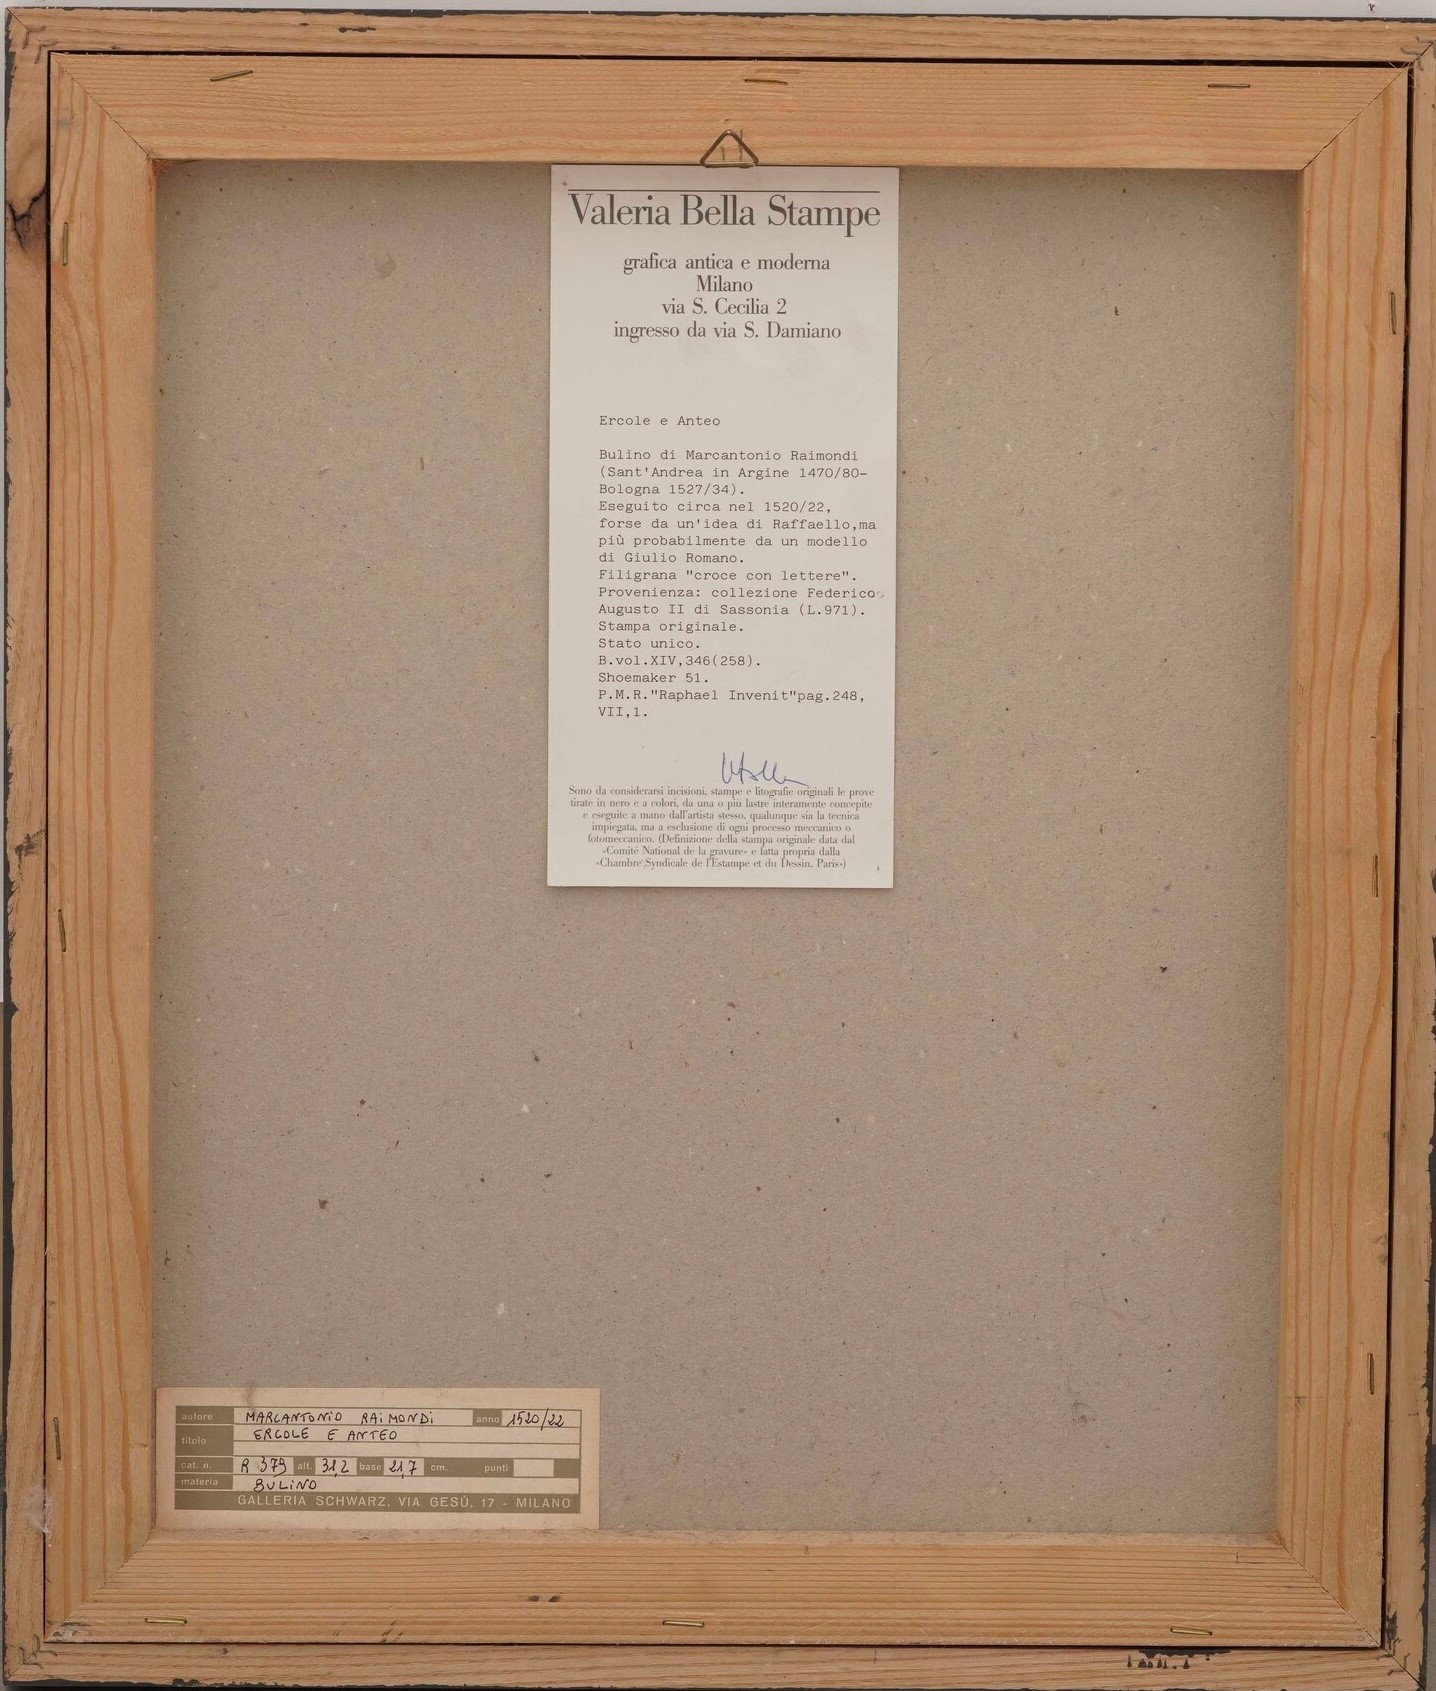 Valeria Bella Stampe
grafica antica e moderna
Milano
via S. Cecilia 2
ingresso da via S. Damiano
Ercole e Anteo
Bulino di Marcantonio Raimondi
(Sant'Andrea in Argine 1470/80-
Bologna 1527/34).
Eseguito circa nel 1520/22,
forse da un'idea di Raffaello,ma
più probabilmente da un modello
di Giulio Romano.
Filigrana "croce con lettere".
Provenienza: collezione Federico
Augusto II di Sassonia (L.971).
Stampa originale.
Stato unico.
B.vol.XIV,346(258).
Shoemaker 51.
P.M.R."Raphael Invenit"pag.248,
VII,1.
Sono da considerarsi incisioni, stampe e litografie originali le prove
tirate in nero e a colori, da una o più lastre interamente concepite
e eseguite a mano dall'artista stesso, qualunque sia la tecnica
impiegata, ma a esclusione di ogni processo meccanico o
fotomeccanico. (Definizione della stampa originale data dal
«Comité National de la gravure» e fatta propria dalla
«Chambre Syndicale de l'Estampe et du Dessin, Paris»)
autore MARCANTONIO RAIMONDI anno 1520/22
titolo ERCOLE E ANTEO
cat. n. R 379 alt. 31,2 base 21,7 cm. punti
materia BULINO
GALLERIA SCHWARZ, VIA GESÙ, 17 - MILANO